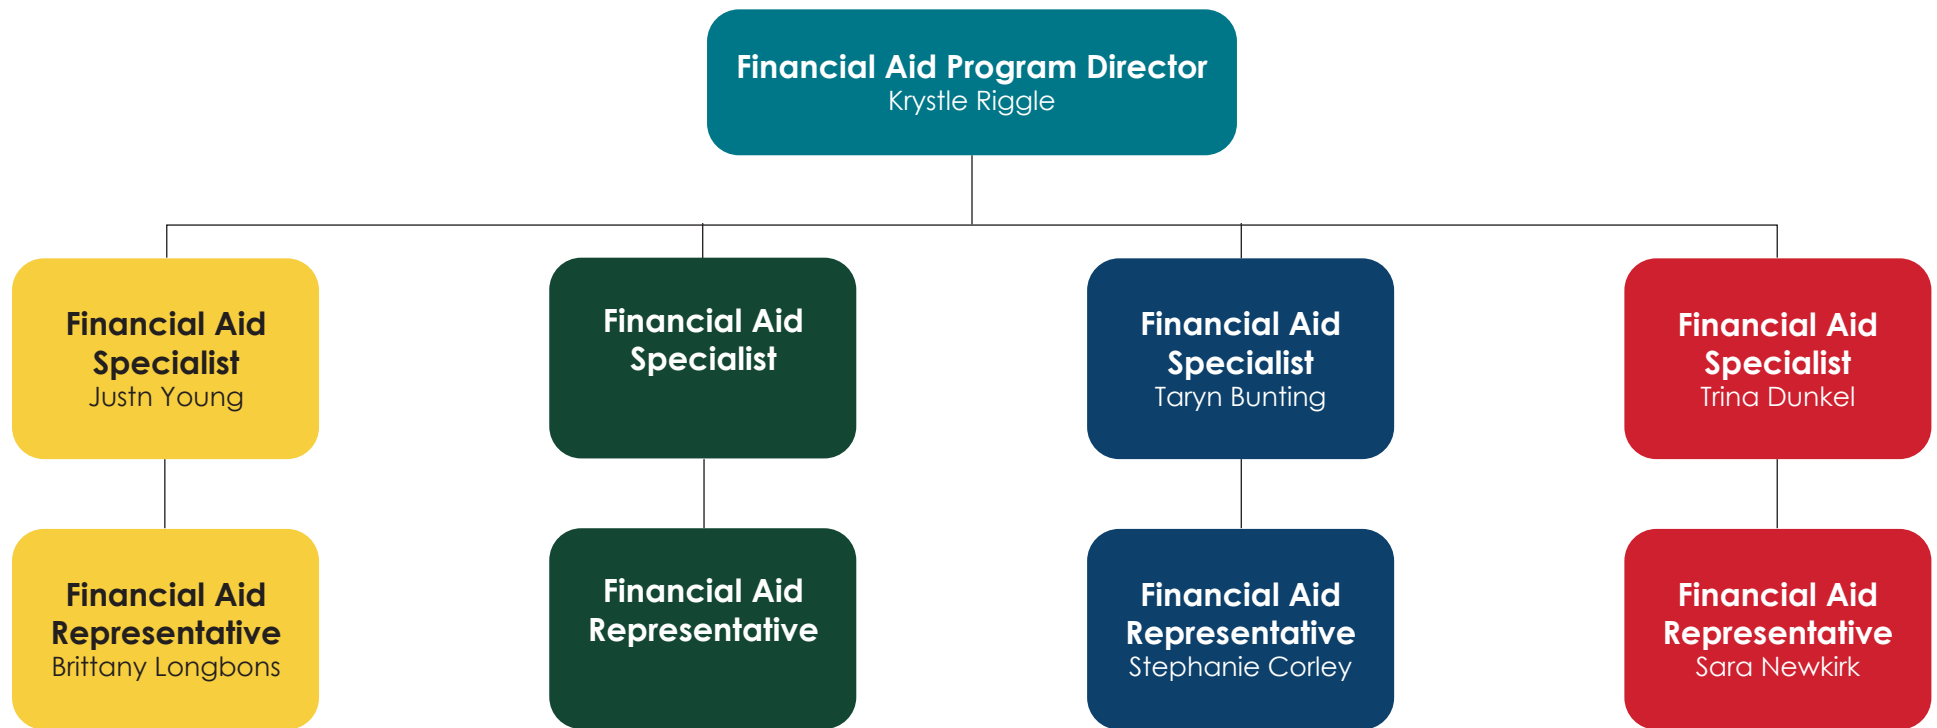 Financial Aid Program Director
Krystle Riggle
Financial Aid
Specialist
Justn Young
Financial Aid
Specialist
Financial Aid
Specialist
Taryn Bunting
Financial Aid
Specialist
Trina Dunkel
Financial Aid
Representative
Brittany Longbons
Financial Aid
Representative
Financial Aid
Representative
Stephanie Corley
Financial Aid
Representative
Sara Newkirk